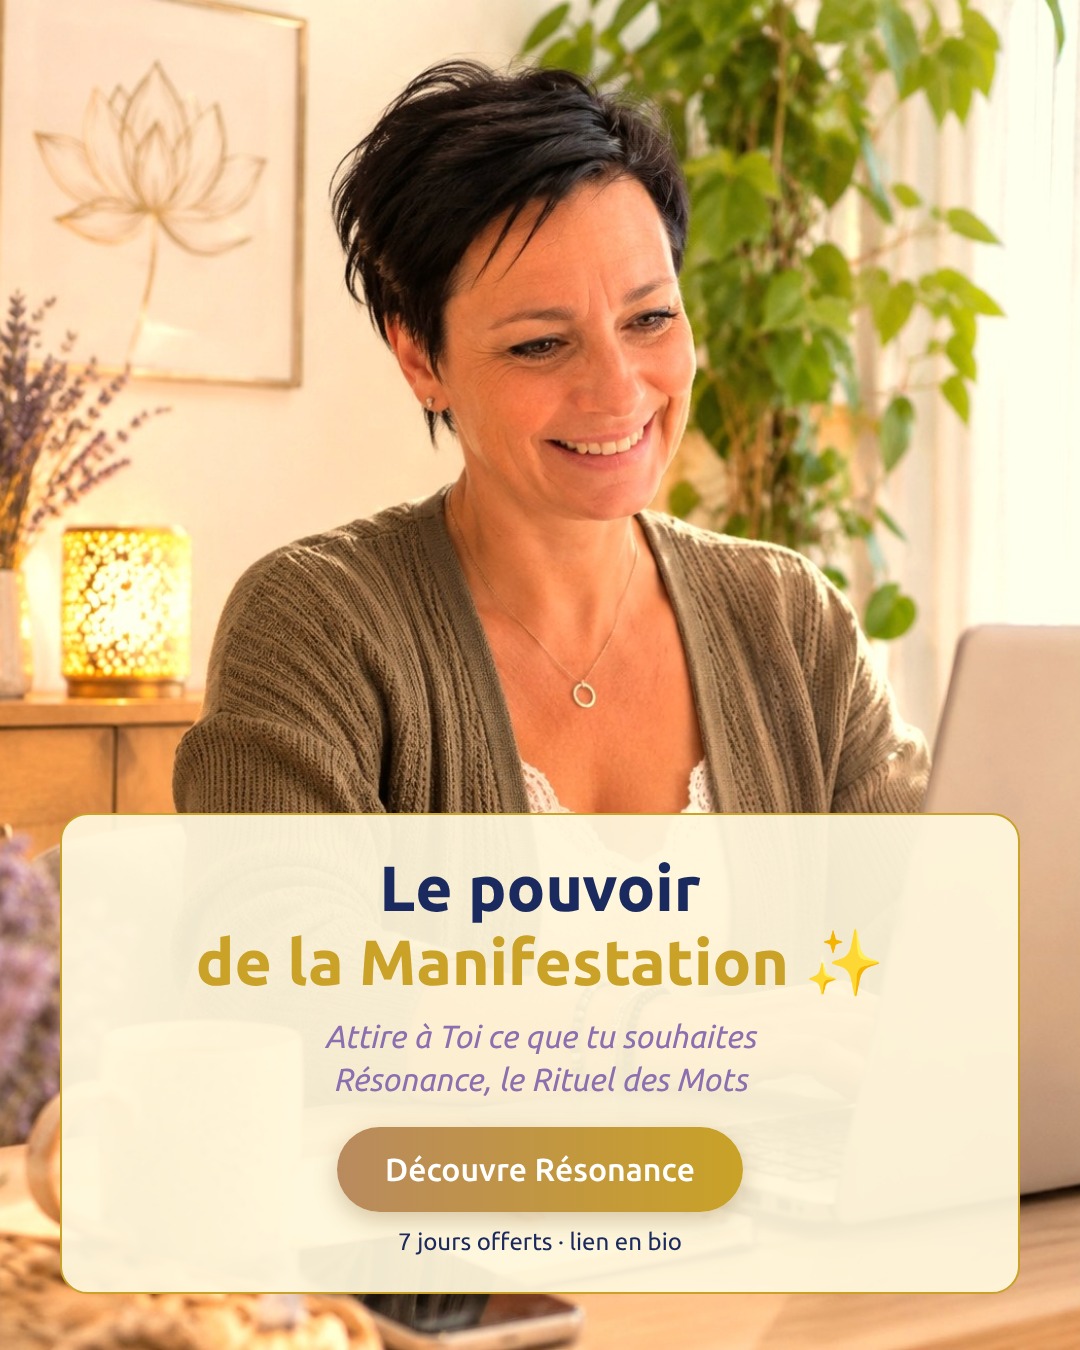 Le pouvoir
de la Manifestation ✨
Attire à Toi ce que tu souhaites
Résonance, le Rituel des Mots
Découvre Résonance
7 jours offerts · lien en bio